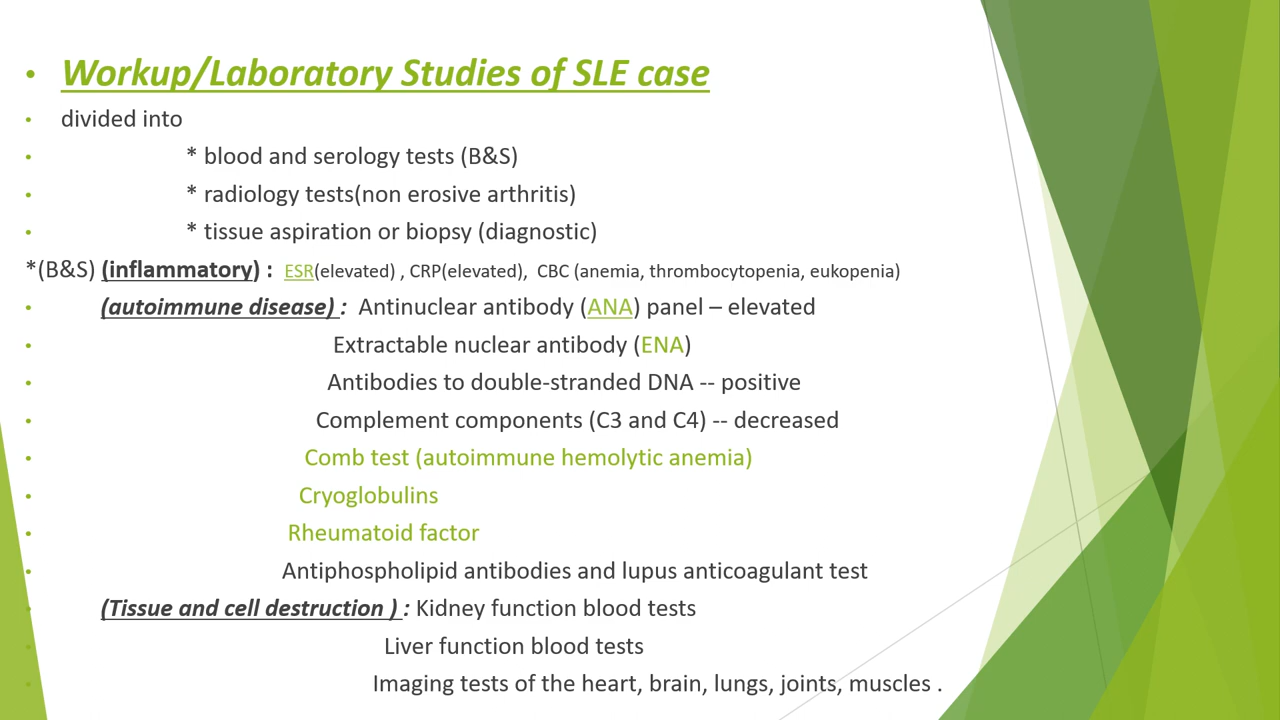 • Workup/Laboratory Studies of SLE case
• divided into
• * blood and serology tests (B&S)
• * radiology tests(non erosive arthritis)
• * tissue aspiration or biopsy (diagnostic)
*(B&S) (inflammatory) : ESR(elevated) , CRP(elevated), CBC (anemia, thrombocytopenia, eukopenia)
• (autoimmune disease) : Antinuclear antibody (ANA) panel – elevated
• Extractable nuclear antibody (ENA)
• Antibodies to double-stranded DNA -- positive
• Complement components (C3 and C4) -- decreased
• Comb test (autoimmune hemolytic anemia)
• Cryoglobulins
• Rheumatoid factor
• Antiphospholipid antibodies and lupus anticoagulant test
• (Tissue and cell destruction ) : Kidney function blood tests
• Liver function blood tests
• Imaging tests of the heart, brain, lungs, joints, muscles .